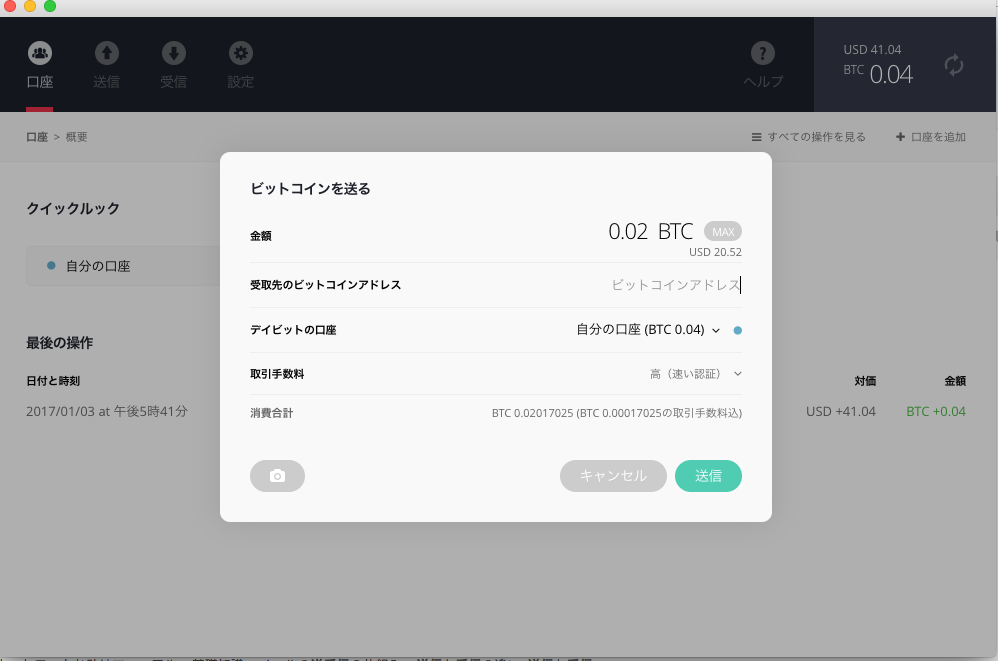 口座
送信
受信
設定
ヘルプ
USD 41.04
BTC 0.04
口座 > 概要
すべての操作を見る
口座を追加
クイックルック
自分の口座
最後の操作
日付と時刻
対価
金額
2017/01/03 at 午後5時41分
USD +41.04
BTC +0.04
ビットコインを送る
金額
0.02 BTC
MAX
USD 20.52
受取先のビットコインアドレス
ビットコインアドレス
デイビットの口座
自分の口座 (BTC 0.04)
取引手数料
高（速い認証）
消費合計
BTC 0.02017025 (BTC 0.00017025の取引手数料込)
キャンセル
送信